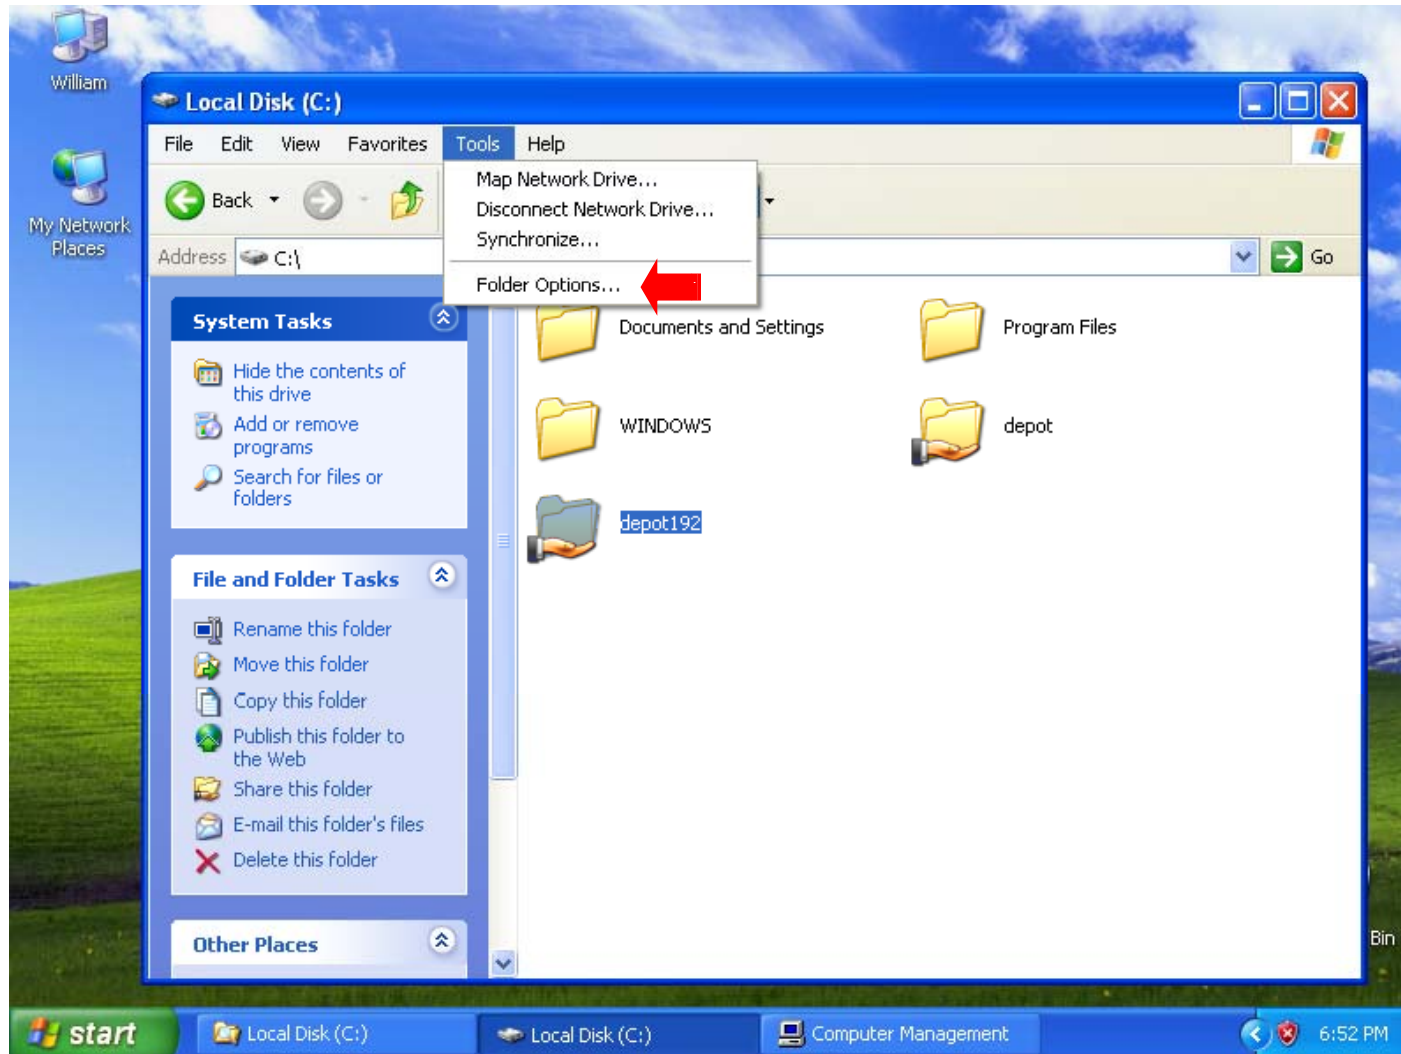 William
My Network
Places
Local Disk (C:)
File Edit View Favorites Tools Help
Map Network Drive...
Disconnect Network Drive...
Synchronize...
Folder Options...
Back
Address C:\ Go
System Tasks
Hide the contents of
this drive
Add or remove
programs
Search for files or
folders
File and Folder Tasks
Rename this folder
Move this folder
Copy this folder
Publish this folder to
the Web
Share this folder
E-mail this folder's files
Delete this folder
Other Places
Documents and Settings Program Files
WINDOWS depot
depot192
Bin
start Local Disk (C:) Local Disk (C:) Computer Management 6:52 PM